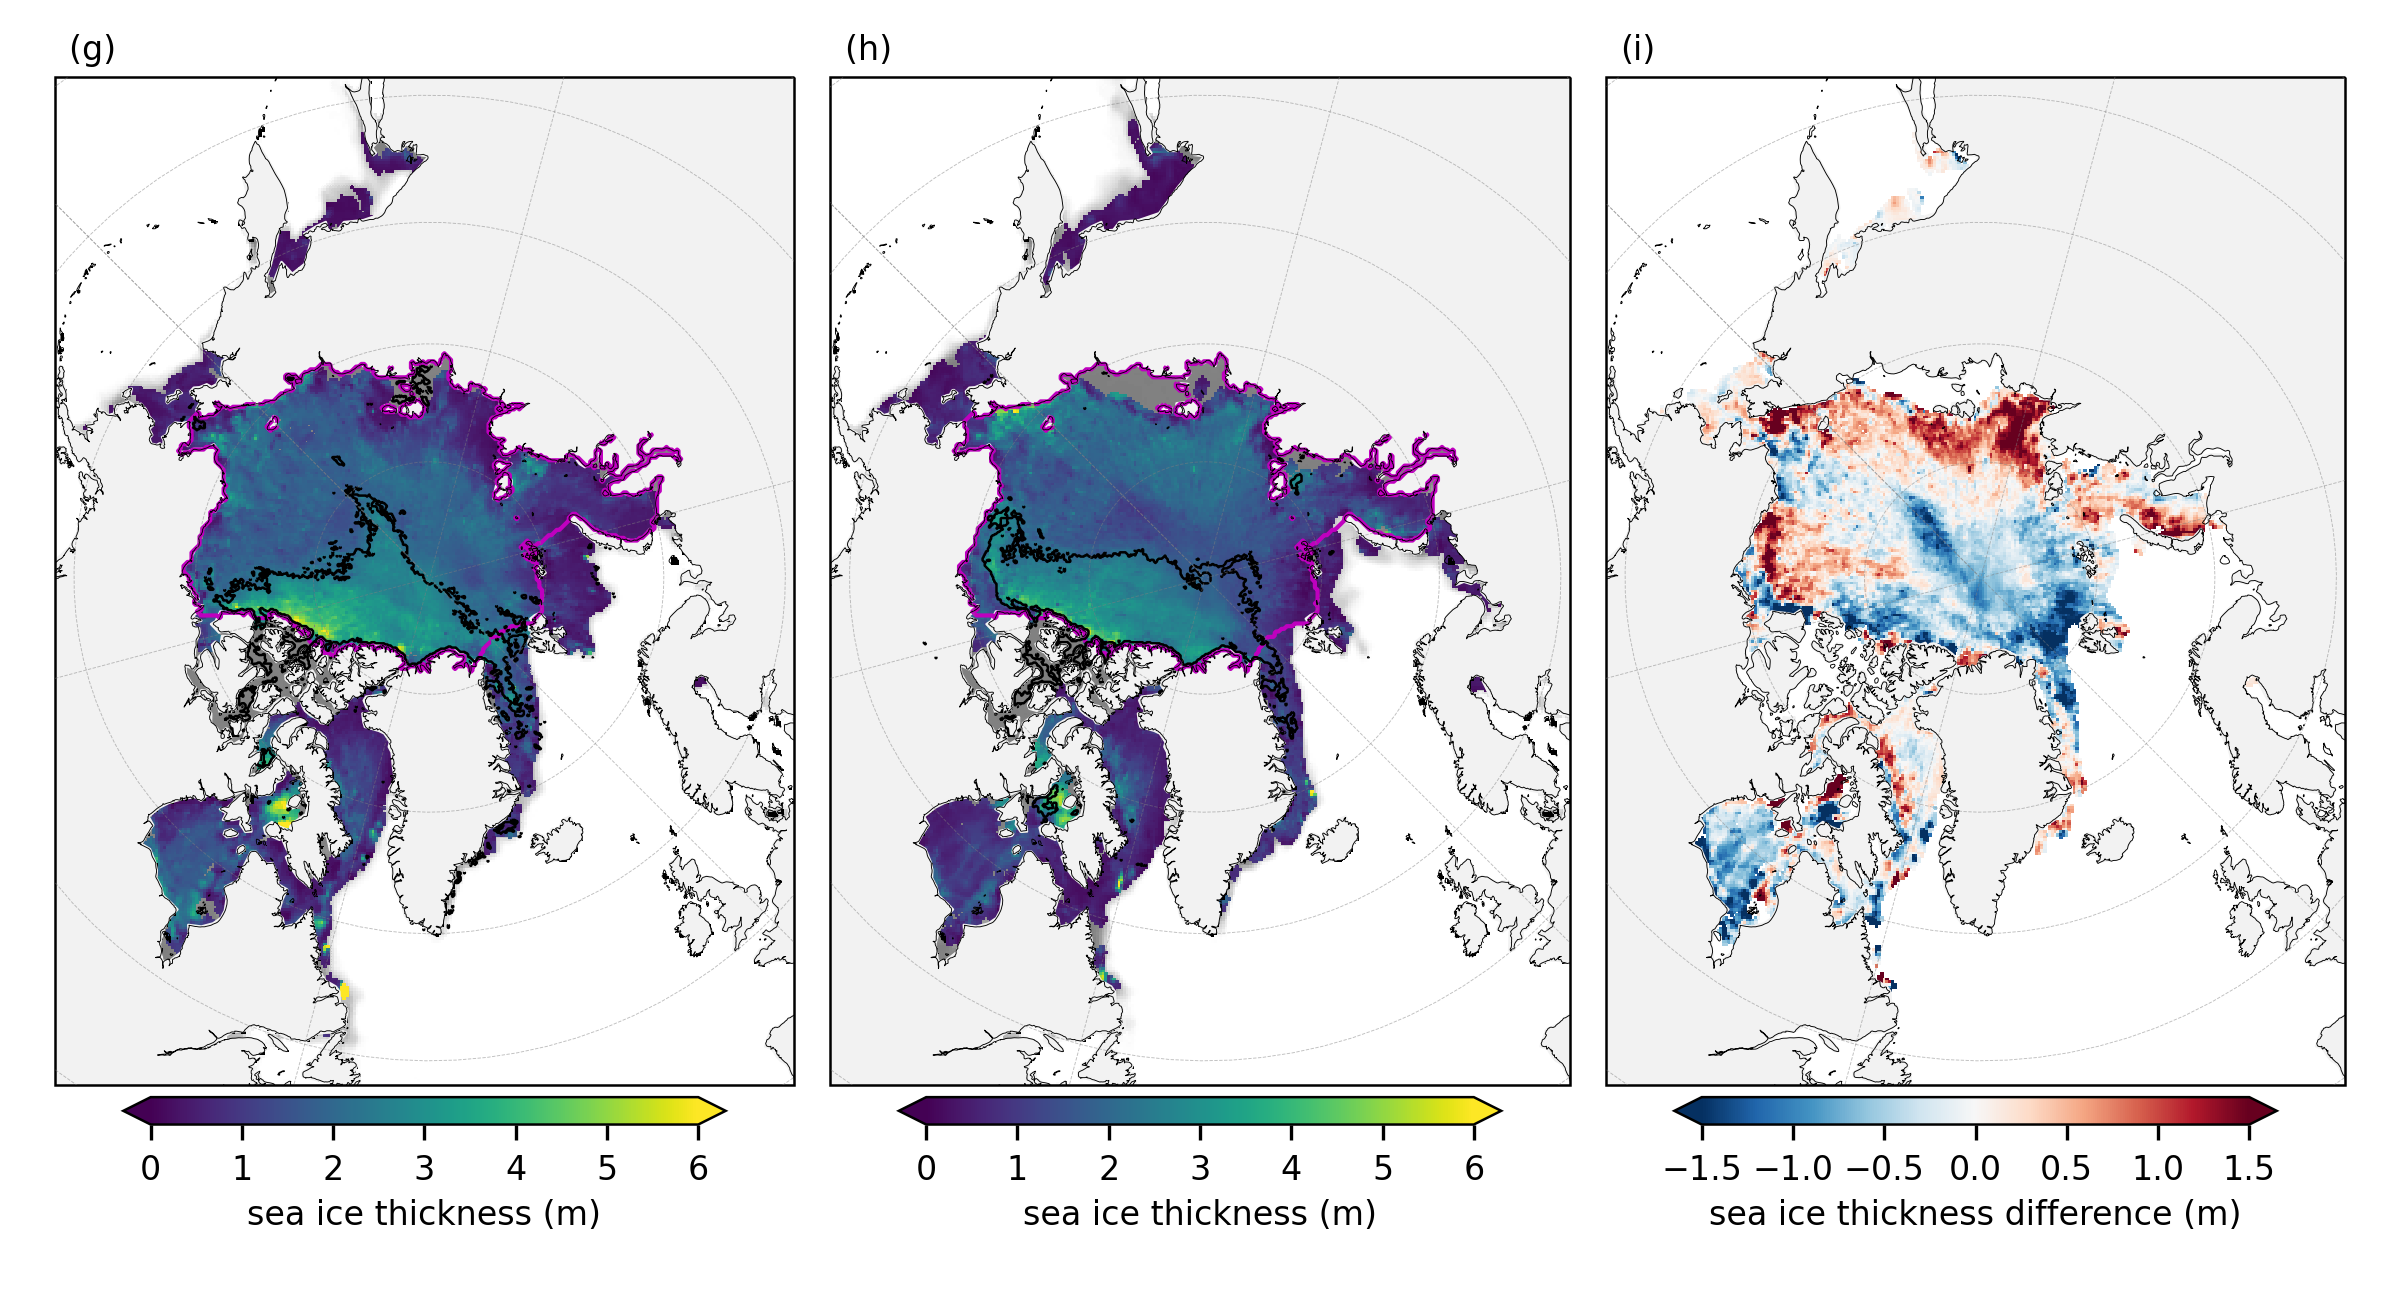 (g) (h) (i)
0 1 2 3 4 5 6 0 1 2 3 4 5 6 −1.5 −1.0 −0.5 0.0 0.5 1.0 1.5
sea ice thickness (m) sea ice thickness (m) sea ice thickness difference (m)